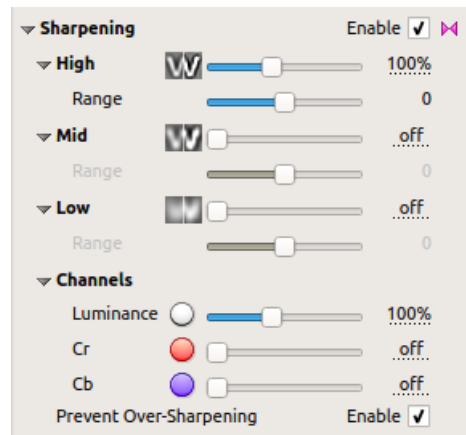 Sharpening Enable
High 100%
Range 0
Mid off
Range 0
Low off
Range 0
Channels
Luminance 100%
Cr off
Cb off
Prevent Over-Sharpening Enable